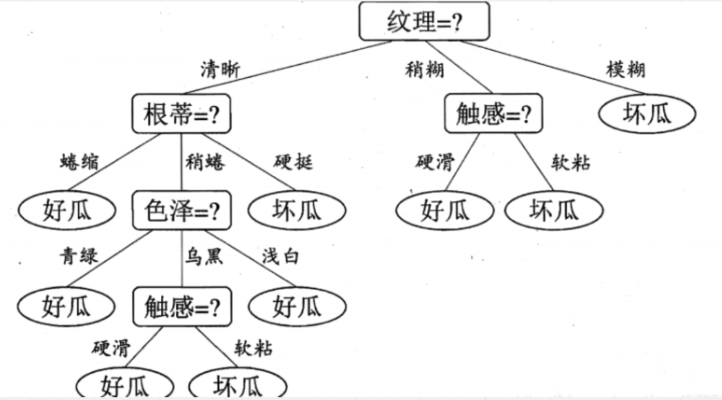 纹理=?
清晰 稍糊 模糊
根蒂=? 触感=? 坏瓜
蜷缩 稍蜷 硬挺 硬滑 软粘
好瓜 色泽=? 坏瓜 好瓜 坏瓜
青绿 乌黑 浅白
好瓜 触感=? 好瓜
硬滑 软粘
好瓜 坏瓜